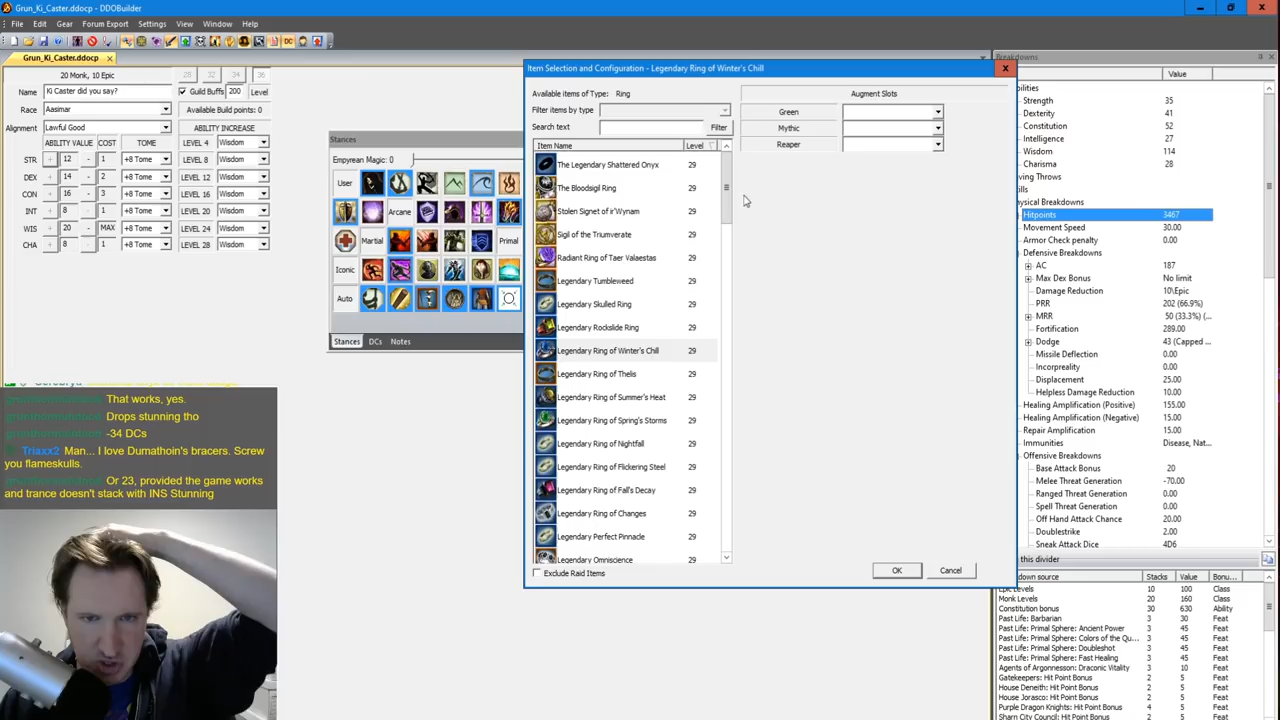 Grun_Ki_Caster.ddocp - DDOBuilder
File Edit Gear Forum Export Settings View Window Help
Grun_Ki_Caster.ddocp
20 Monk, 10 Epic 28 32 34 36
Name Ki Caster did you say? Guild Buffs 200 Level
Race Aasimar Available Build points: 0
Alignment Lawful Good ABILITY INCREASE
ABILITY VALUE COST TOME LEVEL 4 Wisdom
STR 12 1 +8 Tome LEVEL 8 Wisdom
DEX 14 2 +8 Tome LEVEL 12 Wisdom
CON 16 3 +8 Tome LEVEL 16 Wisdom
INT 8 1 +8 Tome LEVEL 20 Wisdom
WIS 20 MAX +8 Tome LEVEL 24 Wisdom
CHA 8 1 +8 Tome LEVEL 28 Wisdom
Stances
Empyrean Magic: 0
User
Arcane
Martial
Primal
Iconic
Auto
Stances DCs Notes
Item Selection and Configuration - Legendary Ring of Winter's Chill
Available items of Type: Ring
Filter items by type
Search text Filter
Augment Slots
Green
Mythic
Reaper
Item Name Level
The Legendary Shattered Onyx 29
The Bloodsigil Ring 29
Stolen Signet of ir'Wynarn 29
Sigil of the Triumverate 29
Radiant Ring of Taer Valaestas 29
Legendary Tumbleweed 29
Legendary Skulled Ring 29
Legendary Rockslide Ring 29
Legendary Ring of Winter's Chill 29
Legendary Ring of Thelis 29
Legendary Ring of Summer's Heat 29
Legendary Ring of Spring's Storms 29
Legendary Ring of Nightfall 29
Legendary Ring of Flickering Steel 29
Legendary Ring of Fall's Decay 29
Legendary Ring of Changes 29
Legendary Perfect Pinnacle 29
Legendary Omniscience 29
Exclude Raid Items
OK Cancel
Breakdowns
Value
Strength 35
Dexterity 41
Constitution 52
Intelligence 27
Wisdom 114
Charisma 28
Hitpoints 3467
Movement Speed 30.00
Armor Check penalty 0.00
Defensive Breakdowns
AC 187
Max Dex Bonus No limit
Damage Reduction 10\Epic
PRR 202 (66.9%)
MRR 50 (33.3%) (...
Fortification 289.00
Dodge 43 (Capped ...
Missile Deflection 0.00
Incorpreality 0.00
Displacement 25.00
Helpless Damage Reduction 10.00
Healing Amplification (Positive) 155.00
Healing Amplification (Negative) 15.00
Repair Amplification 15.00
Immunities Disease, Nat...
Offensive Breakdowns
Base Attack Bonus 20
Melee Threat Generation -70.00
Ranged Threat Generation 0.00
Spell Threat Generation 0.00
Off Hand Attack Chance 20.00
Doublestrike 2.00
Sneak Attack Dice 4D6
this divider
Stacks Value Bonu...
Epic Levels 10 100 Class
Monk Levels 20 160 Class
Constitution bonus 30 630 Ability
Past Life: Barbarian 3 30 Feat
Past Life: Primal Sphere: Ancient Power 3 45 Feat
Past Life: Primal Sphere: Colors of the Qu... 3 45 Feat
Past Life: Primal Sphere: Doubleshot 3 45 Feat
Past Life: Primal Sphere: Fast Healing 3 45 Feat
Agents of Argonnessen: Draconic Vitality 3 10 Feat
Gatekeepers: Hit Point Bonus 2 5 Feat
House Deneith: Hit Point Bonus 2 5 Feat
House Jorasco: Hit Point Bonus 2 5 Feat
Purple Dragon Knights: Hit Point Bonus 4 5 Feat
Sharn City Council: Hit Point Bonus 2 5 Feat
That works, yes.
Drops stunning tho
-34 DCs
Triaxx2 Man... I love Dumathoin's bracers. Screw
you flameskulls.
Or 23, provided the game works
and trance doesn't stack with INS Stunning